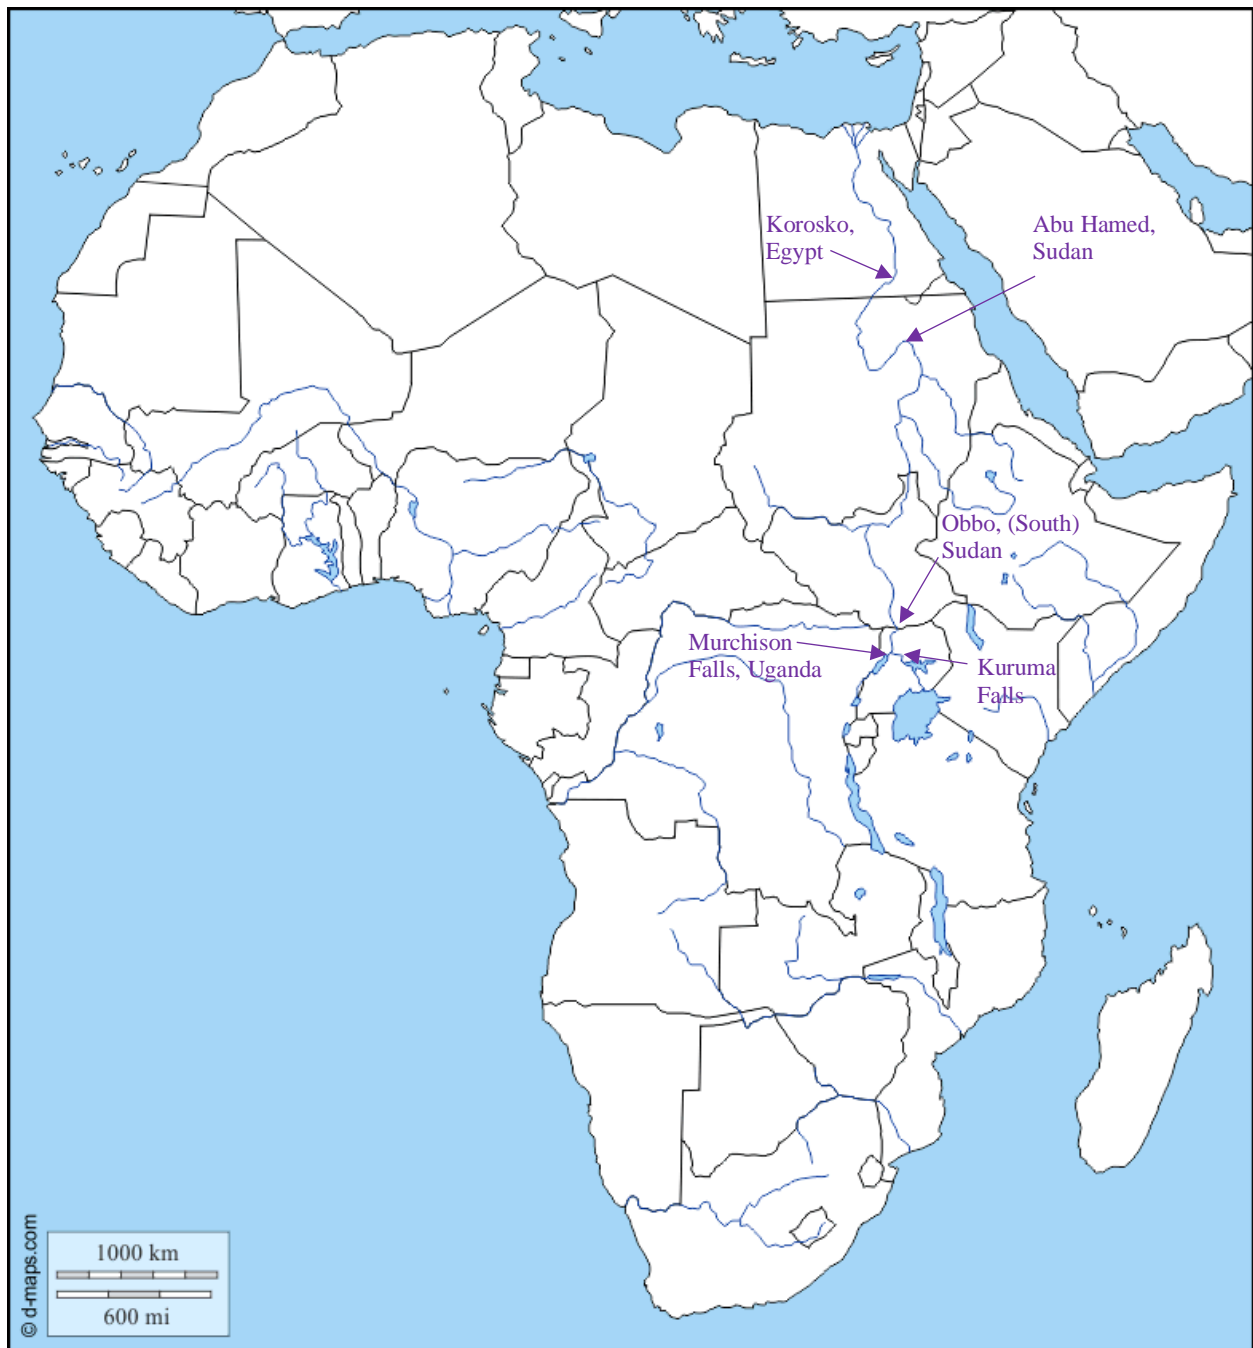 Korosko,
Egypt
Abu Hamed,
Sudan
Obbo, (South)
Sudan
Murchison
Falls, Uganda
Kuruma
Falls
1000 km
600 mi
© d-maps.com